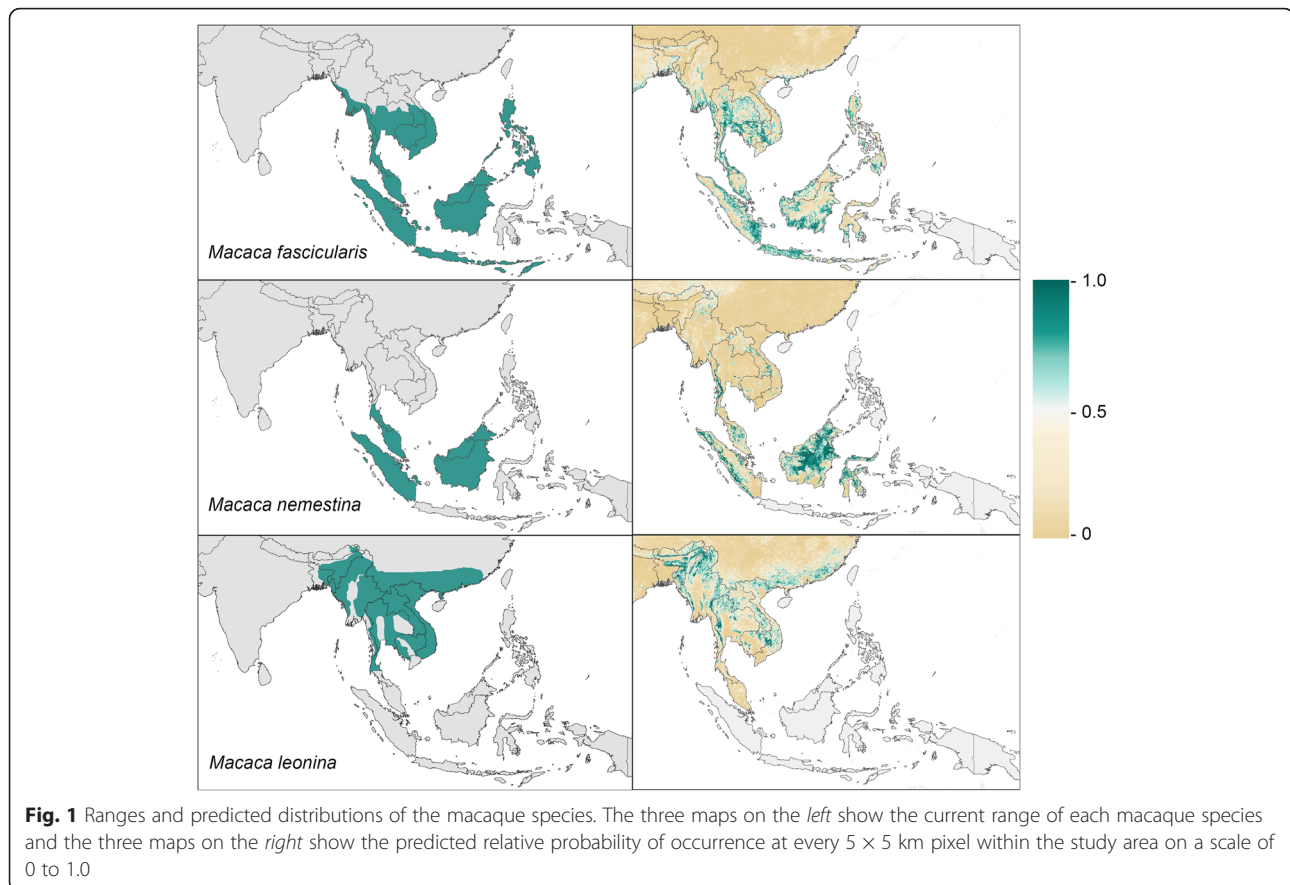 Macaca fascicularis
- 1.0
Macaca nemestina
- 0.5
- 0
Macaca leonina
Fig. 1 Ranges and predicted distributions of the macaque species. The three maps on the left show the current range of each macaque species
and the three maps on the right show the predicted relative probability of occurrence at every 5 × 5 km pixel within the study area on a scale of
0 to 1.0